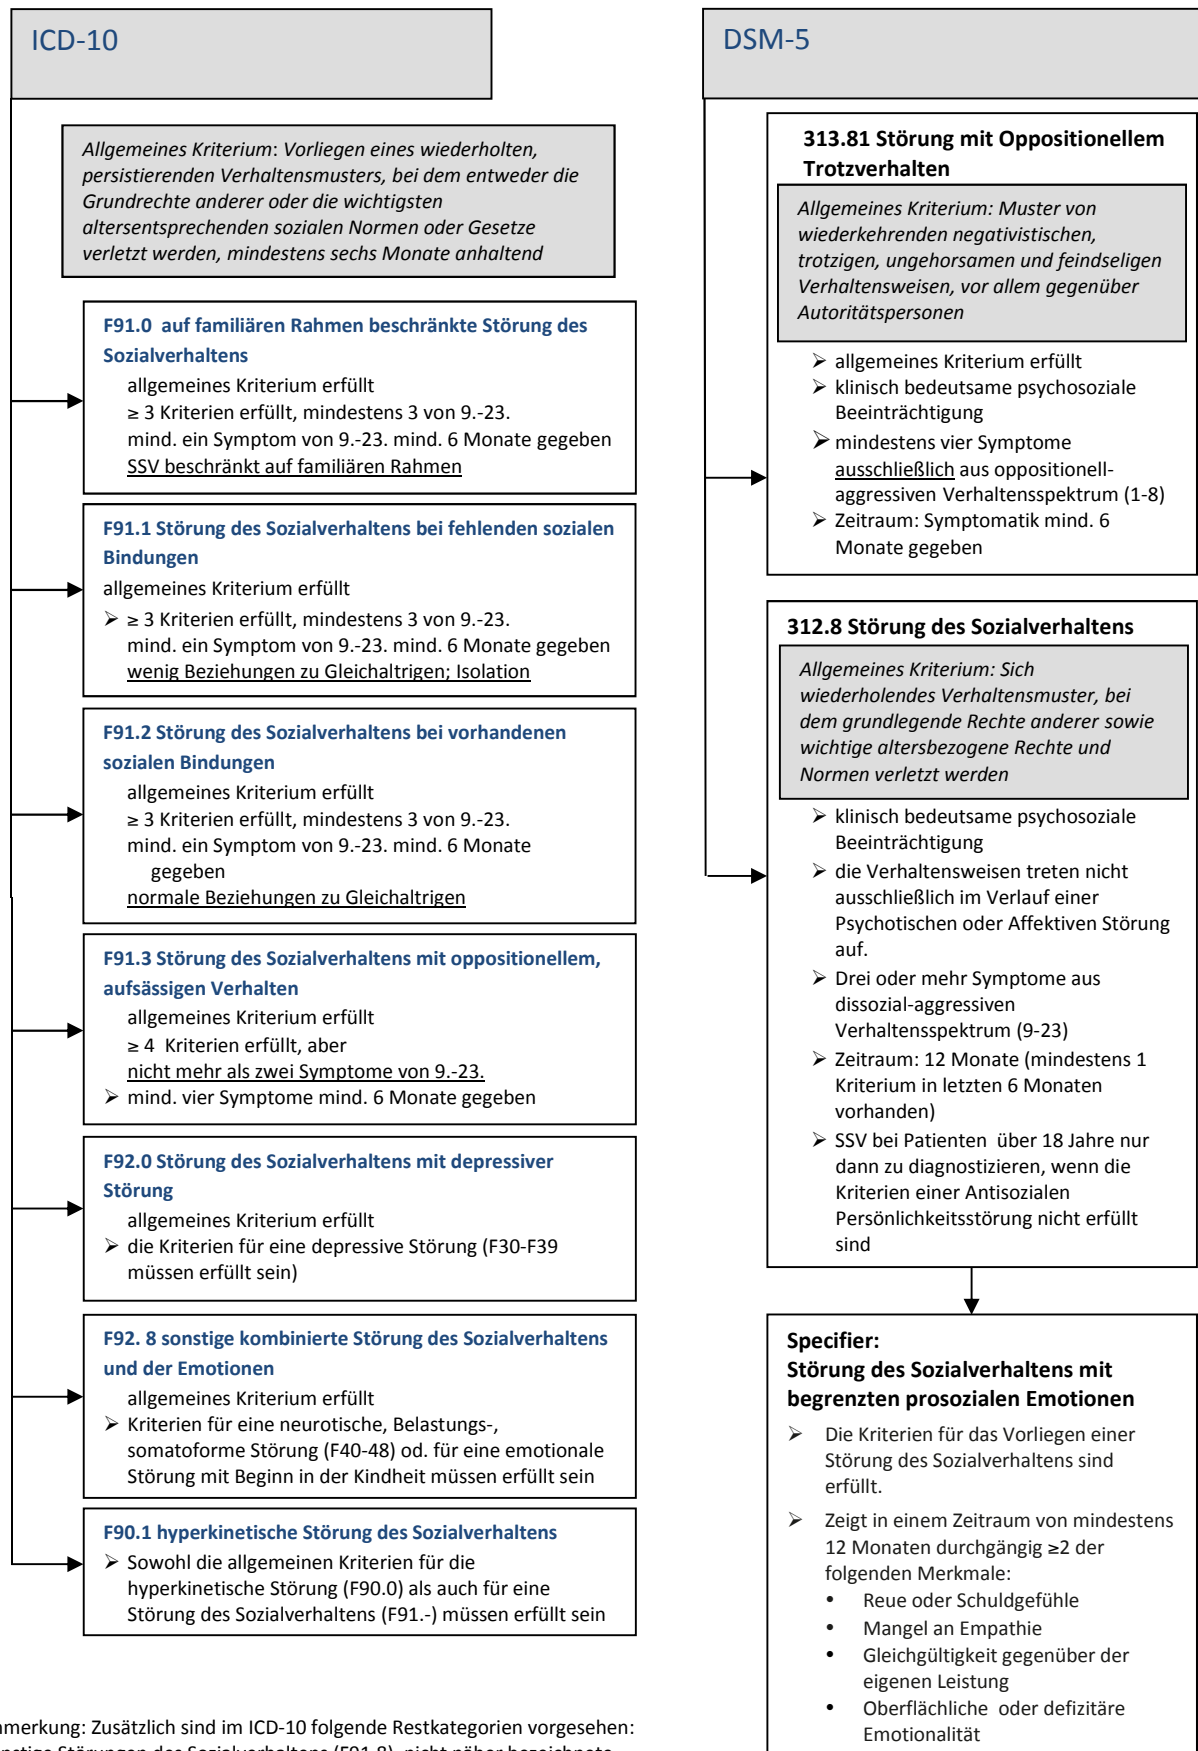 ICD-10
Allgemeines Kriterium: Vorliegen eines wiederholten,
persistierenden Verhaltensmusters, bei dem entweder die
Grundrechte anderer oder die wichtigsten
altersentsprechenden sozialen Normen oder Gesetze
verletzt werden, mindestens sechs Monate anhaltend
F91.0 auf familiären Rahmen beschränkte Störung des
Sozialverhaltens
allgemeines Kriterium erfüllt
≥ 3 Kriterien erfüllt, mindestens 3 von 9.-23.
mind. ein Symptom von 9.-23. mind. 6 Monate gegeben
SSV beschränkt auf familiären Rahmen
F91.1 Störung des Sozialverhaltens bei fehlenden sozialen
Bindungen
allgemeines Kriterium erfüllt
➢ ≥ 3 Kriterien erfüllt, mindestens 3 von 9.-23.
mind. ein Symptom von 9.-23. mind. 6 Monate gegeben
wenig Beziehungen zu Gleichaltrigen; Isolation
F91.2 Störung des Sozialverhaltens bei vorhandenen
sozialen Bindungen
allgemeines Kriterium erfüllt
≥ 3 Kriterien erfüllt, mindestens 3 von 9.-23.
mind. ein Symptom von 9.-23. mind. 6 Monate
gegeben
normale Beziehungen zu Gleichaltrigen
F91.3 Störung des Sozialverhaltens mit oppositionellem,
aufsässigen Verhalten
allgemeines Kriterium erfüllt
≥ 4 Kriterien erfüllt, aber
nicht mehr als zwei Symptome von 9.-23.
➢ mind. vier Symptome mind. 6 Monate gegeben
F92.0 Störung des Sozialverhaltens mit depressiver
Störung
allgemeines Kriterium erfüllt
➢ die Kriterien für eine depressive Störung (F30-F39
müssen erfüllt sein)
F92. 8 sonstige kombinierte Störung des Sozialverhaltens
und der Emotionen
allgemeines Kriterium erfüllt
➢ Kriterien für eine neurotische, Belastungs-,
somatoforme Störung (F40-48) od. für eine emotionale
Störung mit Beginn in der Kindheit müssen erfüllt sein
F90.1 hyperkinetische Störung des Sozialverhaltens
➢ Sowohl die allgemeinen Kriterien für die
hyperkinetische Störung (F90.0) als auch für eine
Störung des Sozialverhaltens (F91.-) müssen erfüllt sein
nmerkung: Zusätzlich sind im ICD-10 folgende Restkategorien vorgesehen:
DSM-5
313.81 Störung mit Oppositionellem
Trotzverhalten
Allgemeines Kriterium: Muster von
wiederkehrenden negativistischen,
trotzigen, ungehorsamen und feindseligen
Verhaltensweisen, vor allem gegenüber
Autoritätspersonen
➢ allgemeines Kriterium erfüllt
➢ klinisch bedeutsame psychosoziale
Beeinträchtigung
➢ mindestens vier Symptome
ausschließlich aus oppositionell-
aggressiven Verhaltensspektrum (1-8)
➢ Zeitraum: Symptomatik mind. 6
Monate gegeben
312.8 Störung des Sozialverhaltens
Allgemeines Kriterium: Sich
wiederholendes Verhaltensmuster, bei
dem grundlegende Rechte anderer sowie
wichtige altersbezogene Rechte und
Normen verletzt werden
➢ klinisch bedeutsame psychosoziale
Beeinträchtigung
➢ die Verhaltensweisen treten nicht
ausschließlich im Verlauf einer
Psychotischen oder Affektiven Störung
auf.
➢ Drei oder mehr Symptome aus
dissozial-aggressiven
Verhaltensspektrum (9-23)
➢ Zeitraum: 12 Monate (mindestens 1
Kriterium in letzten 6 Monaten
vorhanden)
➢ SSV bei Patienten über 18 Jahre nur
dann zu diagnostizieren, wenn die
Kriterien einer Antisozialen
Persönlichkeitsstörung nicht erfüllt
sind
Specifier:
Störung des Sozialverhaltens mit
begrenzten prosozialen Emotionen
➢ Die Kriterien für das Vorliegen einer
Störung des Sozialverhaltens sind
erfüllt.
➢ Zeigt in einem Zeitraum von mindestens
12 Monaten durchgängig ≥2 der
folgenden Merkmale:
• Reue oder Schuldgefühle
• Mangel an Empathie
• Gleichgültigkeit gegenüber der
eigenen Leistung
• Oberflächliche oder defizitäre
Emotionalität